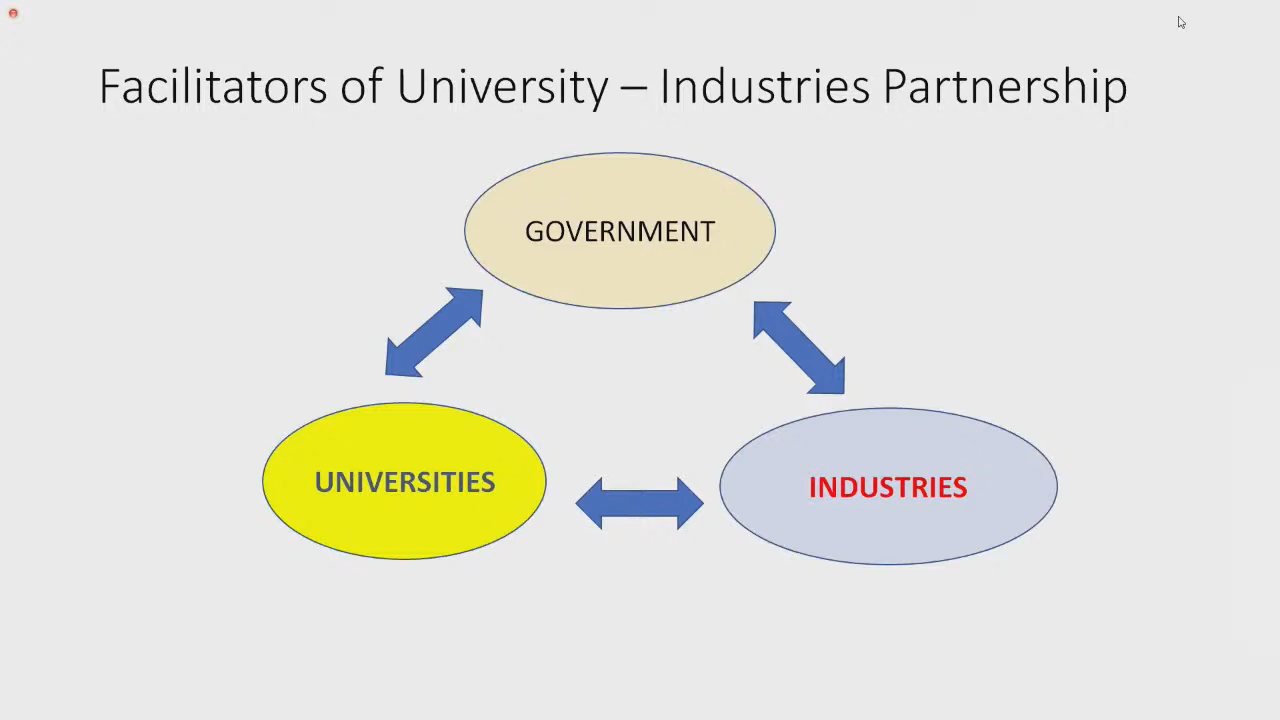 Facilitators of University – Industries Partnership
GOVERNMENT
UNIVERSITIES
INDUSTRIES